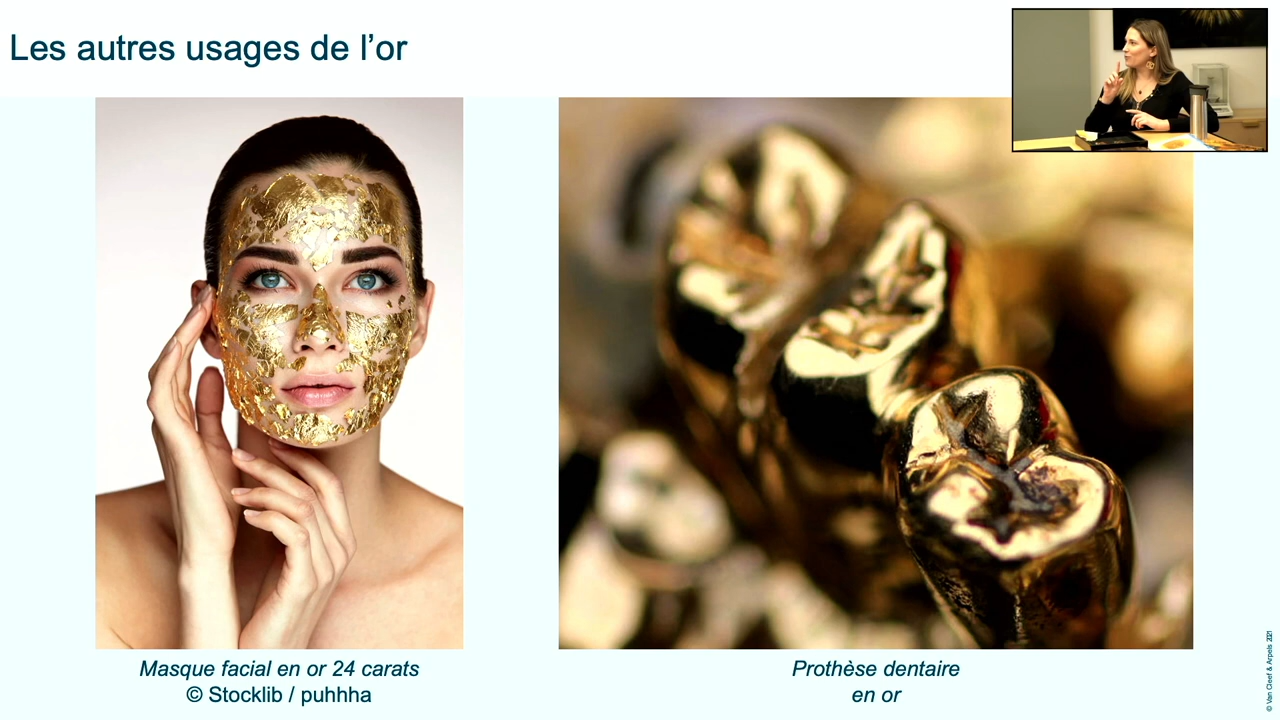 Les autres usages de l’or
Masque facial en or 24 carats
© Stocklib / puhhha
Prothèse dentaire
en or
© Van Cleef & Arpels 2021